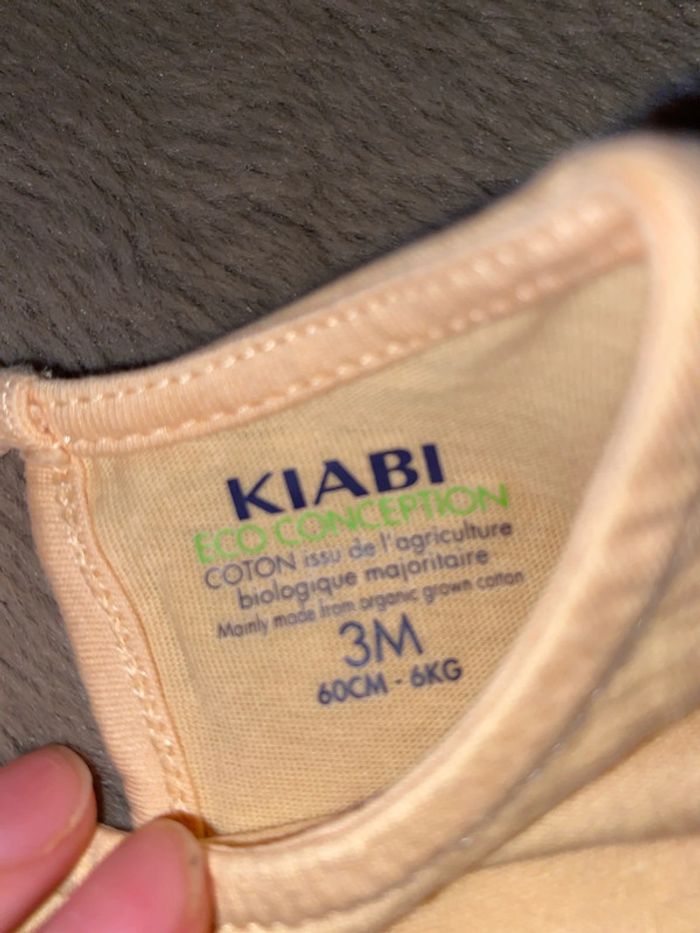 KIABI
ECO CONCEPTION
COTON issu de l'agriculture
biologique majoritaire
Mainly made from organic grown cotton
3M
60CM - 6KG